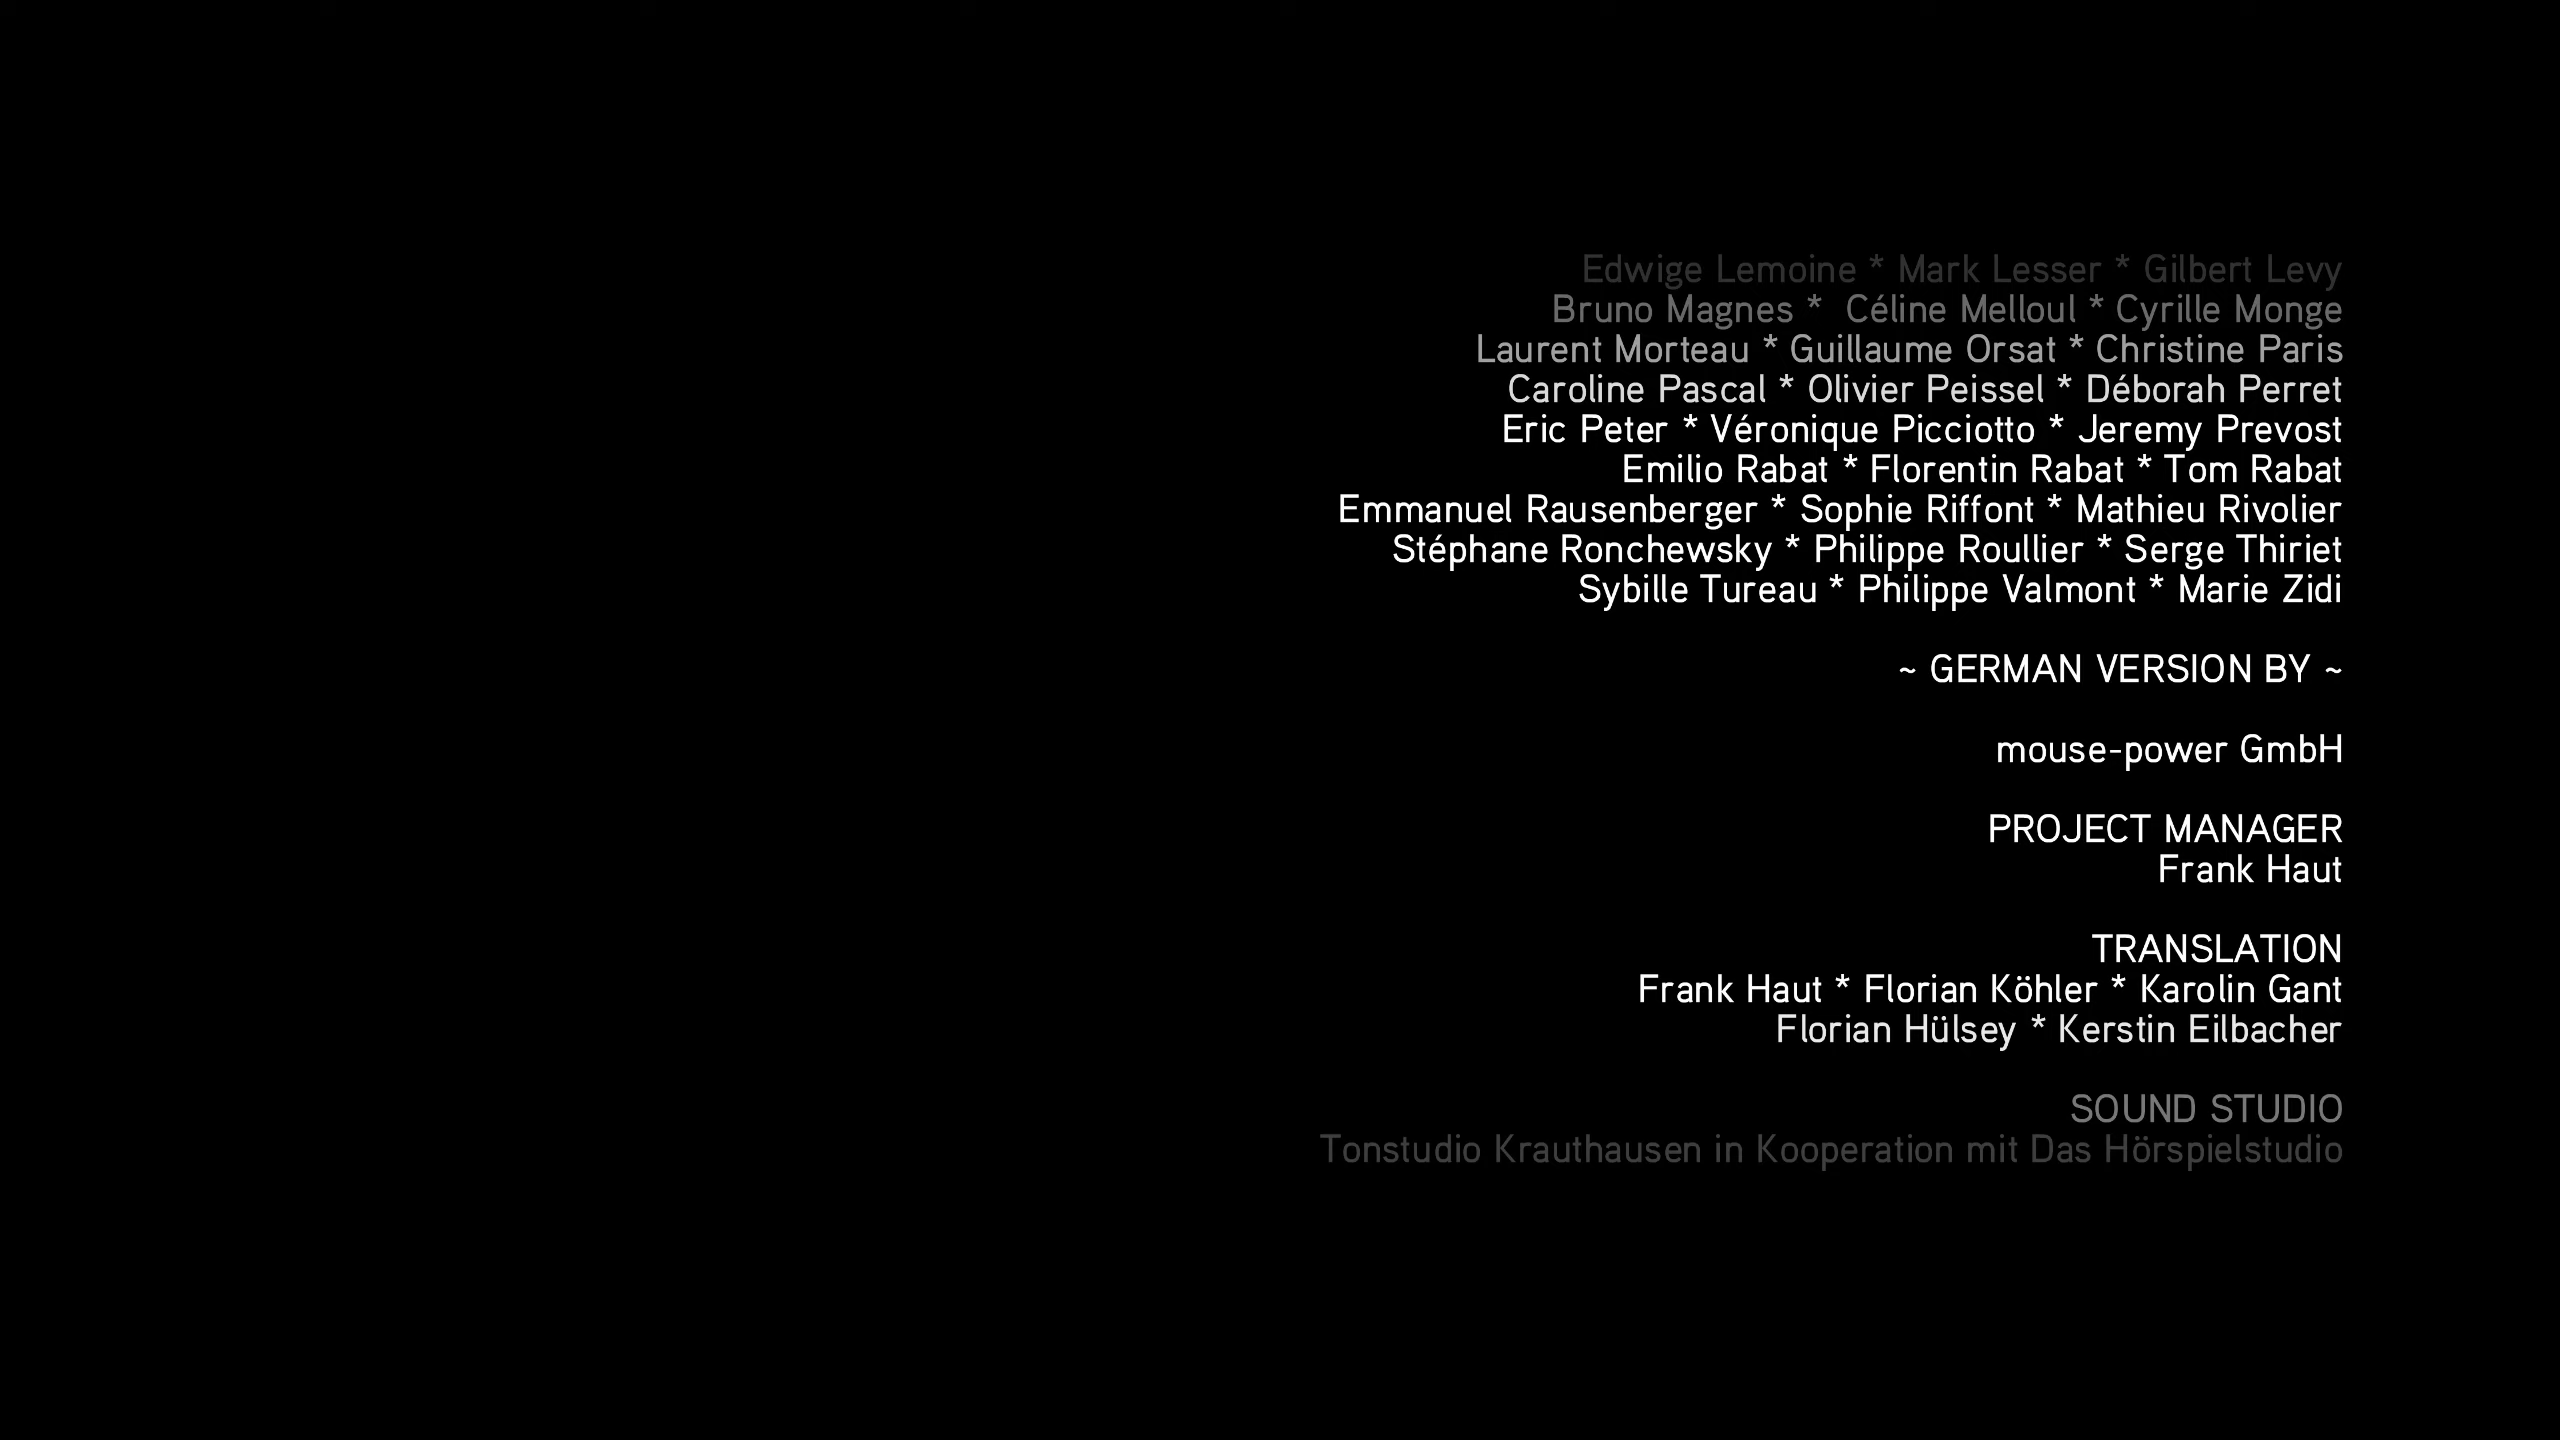 Edwige Lemoine * Mark Lesser * Gilbert Levy
Bruno Magnes *  Céline Melloul * Cyrille Monge
Laurent Morteau * Guillaume Orsat * Christine Paris
Caroline Pascal * Olivier Peissel * Déborah Perret
Eric Peter * Véronique Picciotto * Jeremy Prevost
Emilio Rabat * Florentin Rabat * Tom Rabat
Emmanuel Rausenberger * Sophie Riffont * Mathieu Rivolier
Stéphane Ronchewsky * Philippe Roullier * Serge Thiriet
Sybille Tureau * Philippe Valmont * Marie Zidi
~ GERMAN VERSION BY ~
mouse-power GmbH
PROJECT MANAGER
Frank Haut
TRANSLATION
Frank Haut * Florian Köhler * Karolin Gant
Florian Hülsey * Kerstin Eilbacher
SOUND STUDIO
Tonstudio Krauthausen in Kooperation mit Das Hörspielstudio